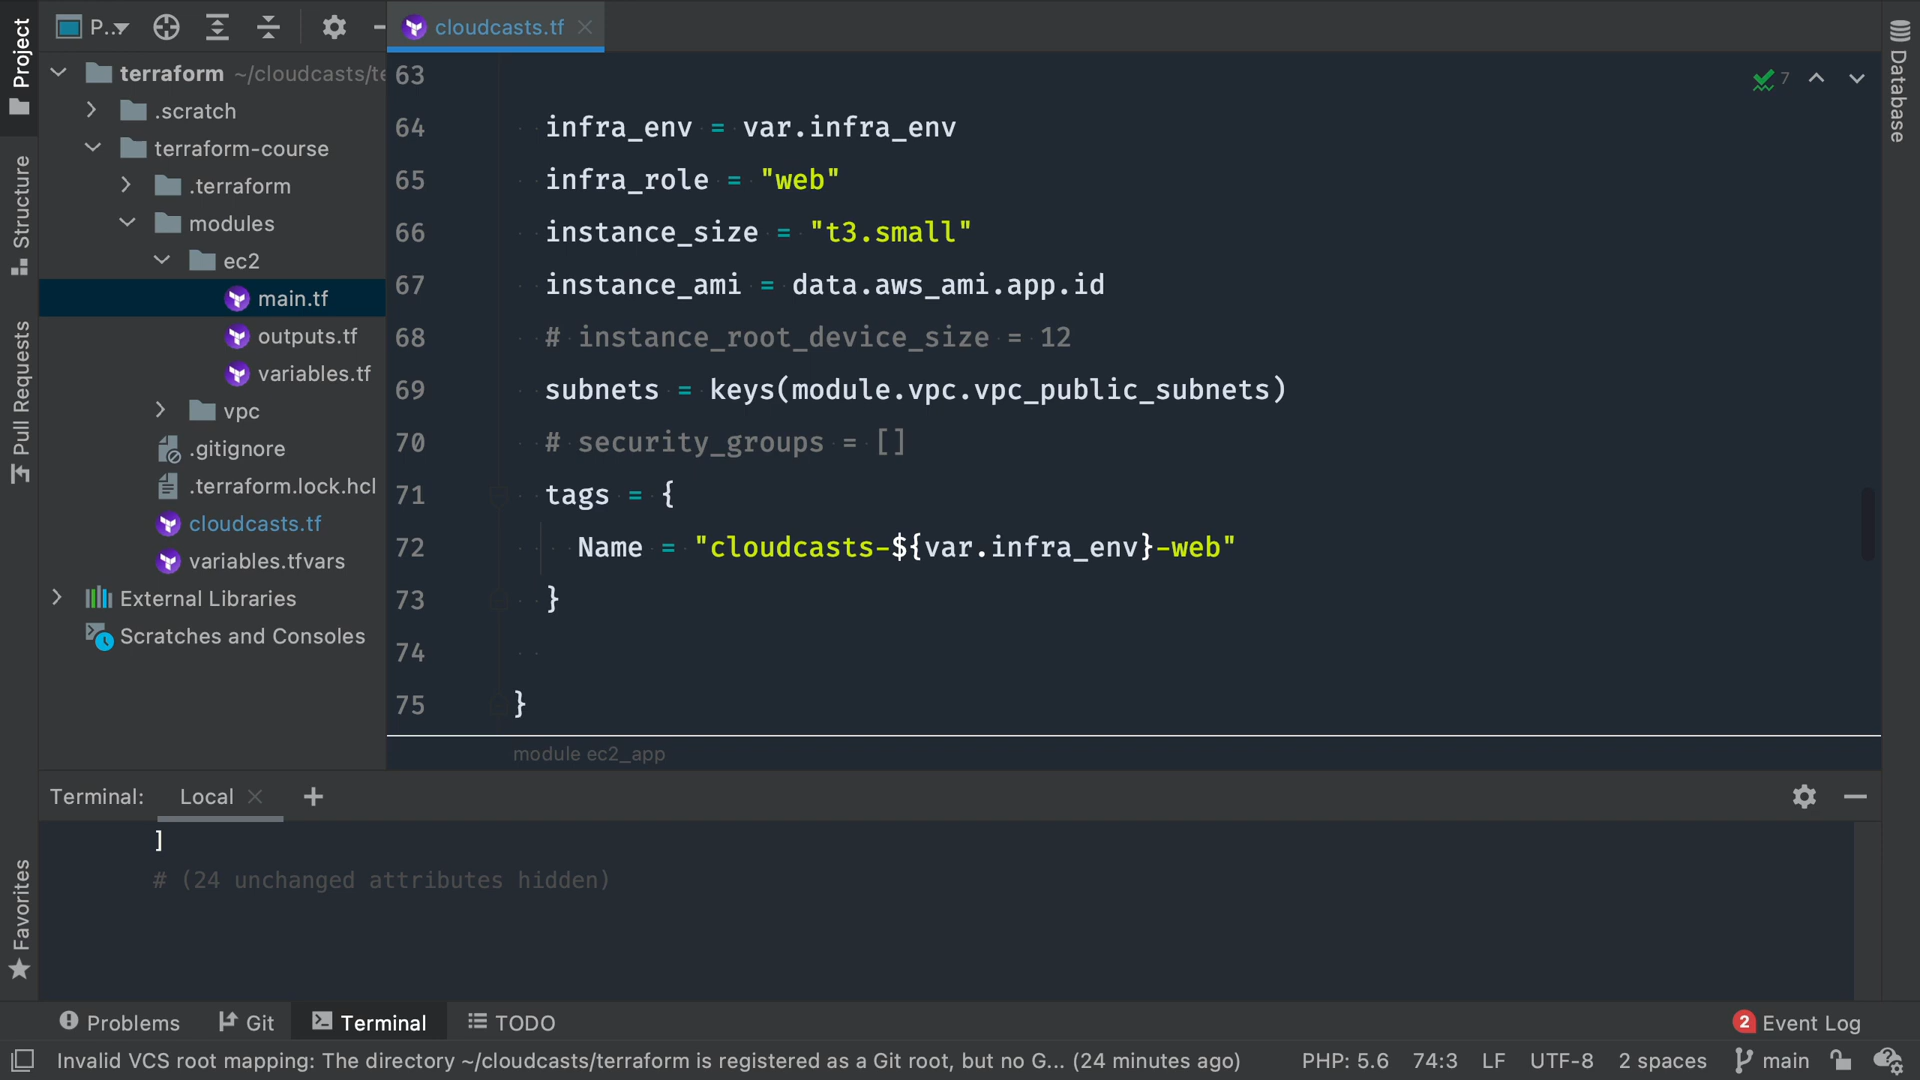 Project
Structure
Pull Requests
Favorites
P..
terraform ~/cloudcasts/te
.scratch
terraform-course
.terraform
modules
ec2
main.tf
outputs.tf
variables.tf
vpc
.gitignore
.terraform.lock.hcl
cloudcasts.tf
variables.tfvars
External Libraries
Scratches and Consoles
cloudcasts.tf
7
Database
63
64 infra_env = var.infra_env
65 infra_role = "web"
66 instance_size = "t3.small"
67 instance_ami = data.aws_ami.app.id
68 # instance_root_device_size = 12
69 subnets = keys(module.vpc.vpc_public_subnets)
70 # security_groups = []
71 tags = {
72 Name = "cloudcasts-${var.infra_env}-web"
73 }
74
75 }
module ec2_app
Terminal: Local
]
# (24 unchanged attributes hidden)
Problems Git Terminal TODO 2 Event Log
Invalid VCS root mapping: The directory ~/cloudcasts/terraform is registered as a Git root, but no G... (24 minutes ago) PHP: 5.6 74:3 LF UTF-8 2 spaces main